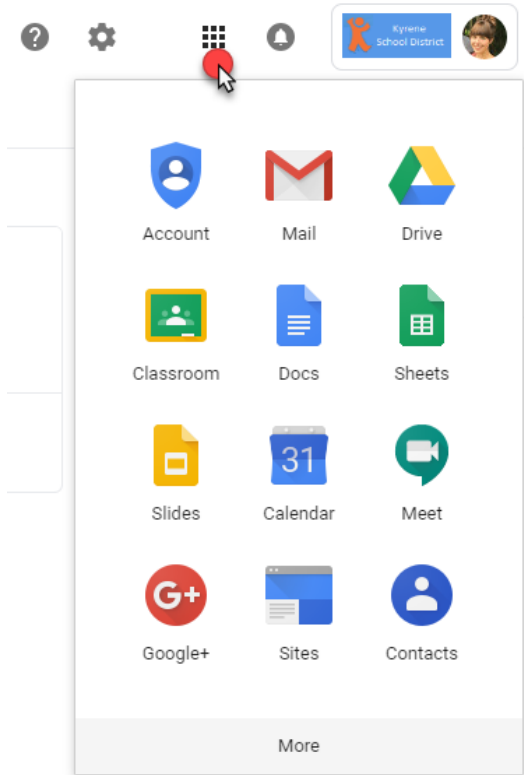 Kyrene
School District
Account Mail Drive
Classroom Docs Sheets
31
Slides Calendar Meet
G+
Google+ Sites Contacts
More